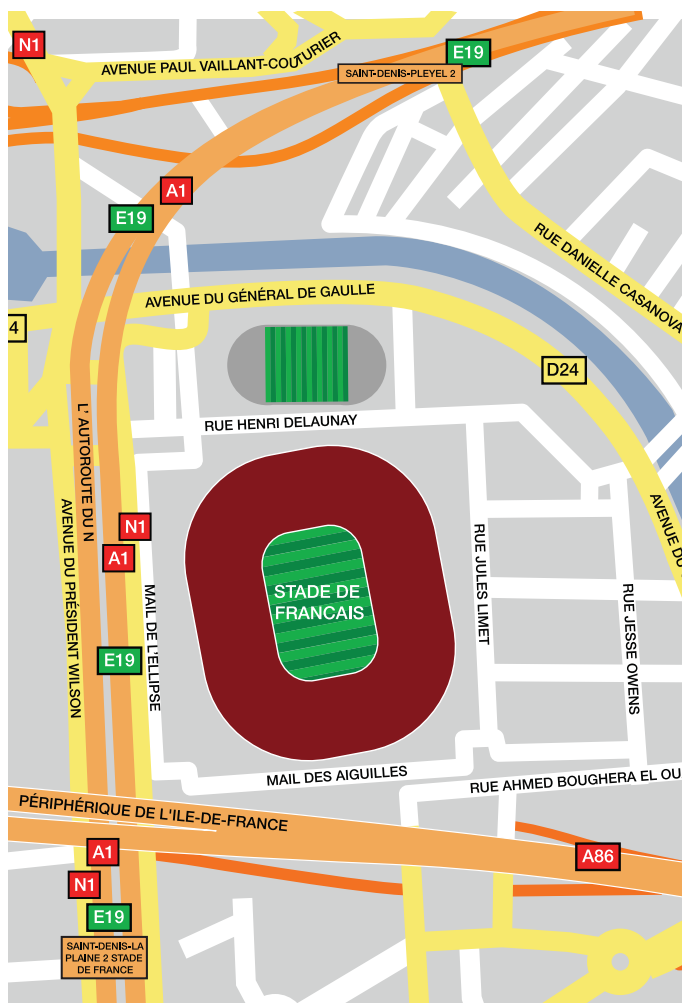 N1
E19
AVENUE PAUL VAILLANT-COUTURIER
SAINT-DENIS-PLEYEL 2
A1
E19
RUE DANIELLE CASANOVA
AVENUE DU GÉNÉRAL DE GAULLE
4
D24
RUE HENRI DELAUNAY
L' AUTOROUTE DU N
AVENUE DU PRÉSIDENT WILSON
N1
A1
MAIL DE L'ELLIPSE
STADE DE
FRANCAIS
RUE JULES LIMET
AVENUE DU
RUE JESSE OWENS
E19
MAIL DES AIGUILLES
RUE AHMED BOUGHERA EL OU
PÉRIPHÉRIQUE DE L'ILE-DE-FRANCE
A1
A86
N1
E19
SAINT-DENIS-LA
PLAINE 2 STADE
DE FRANCE